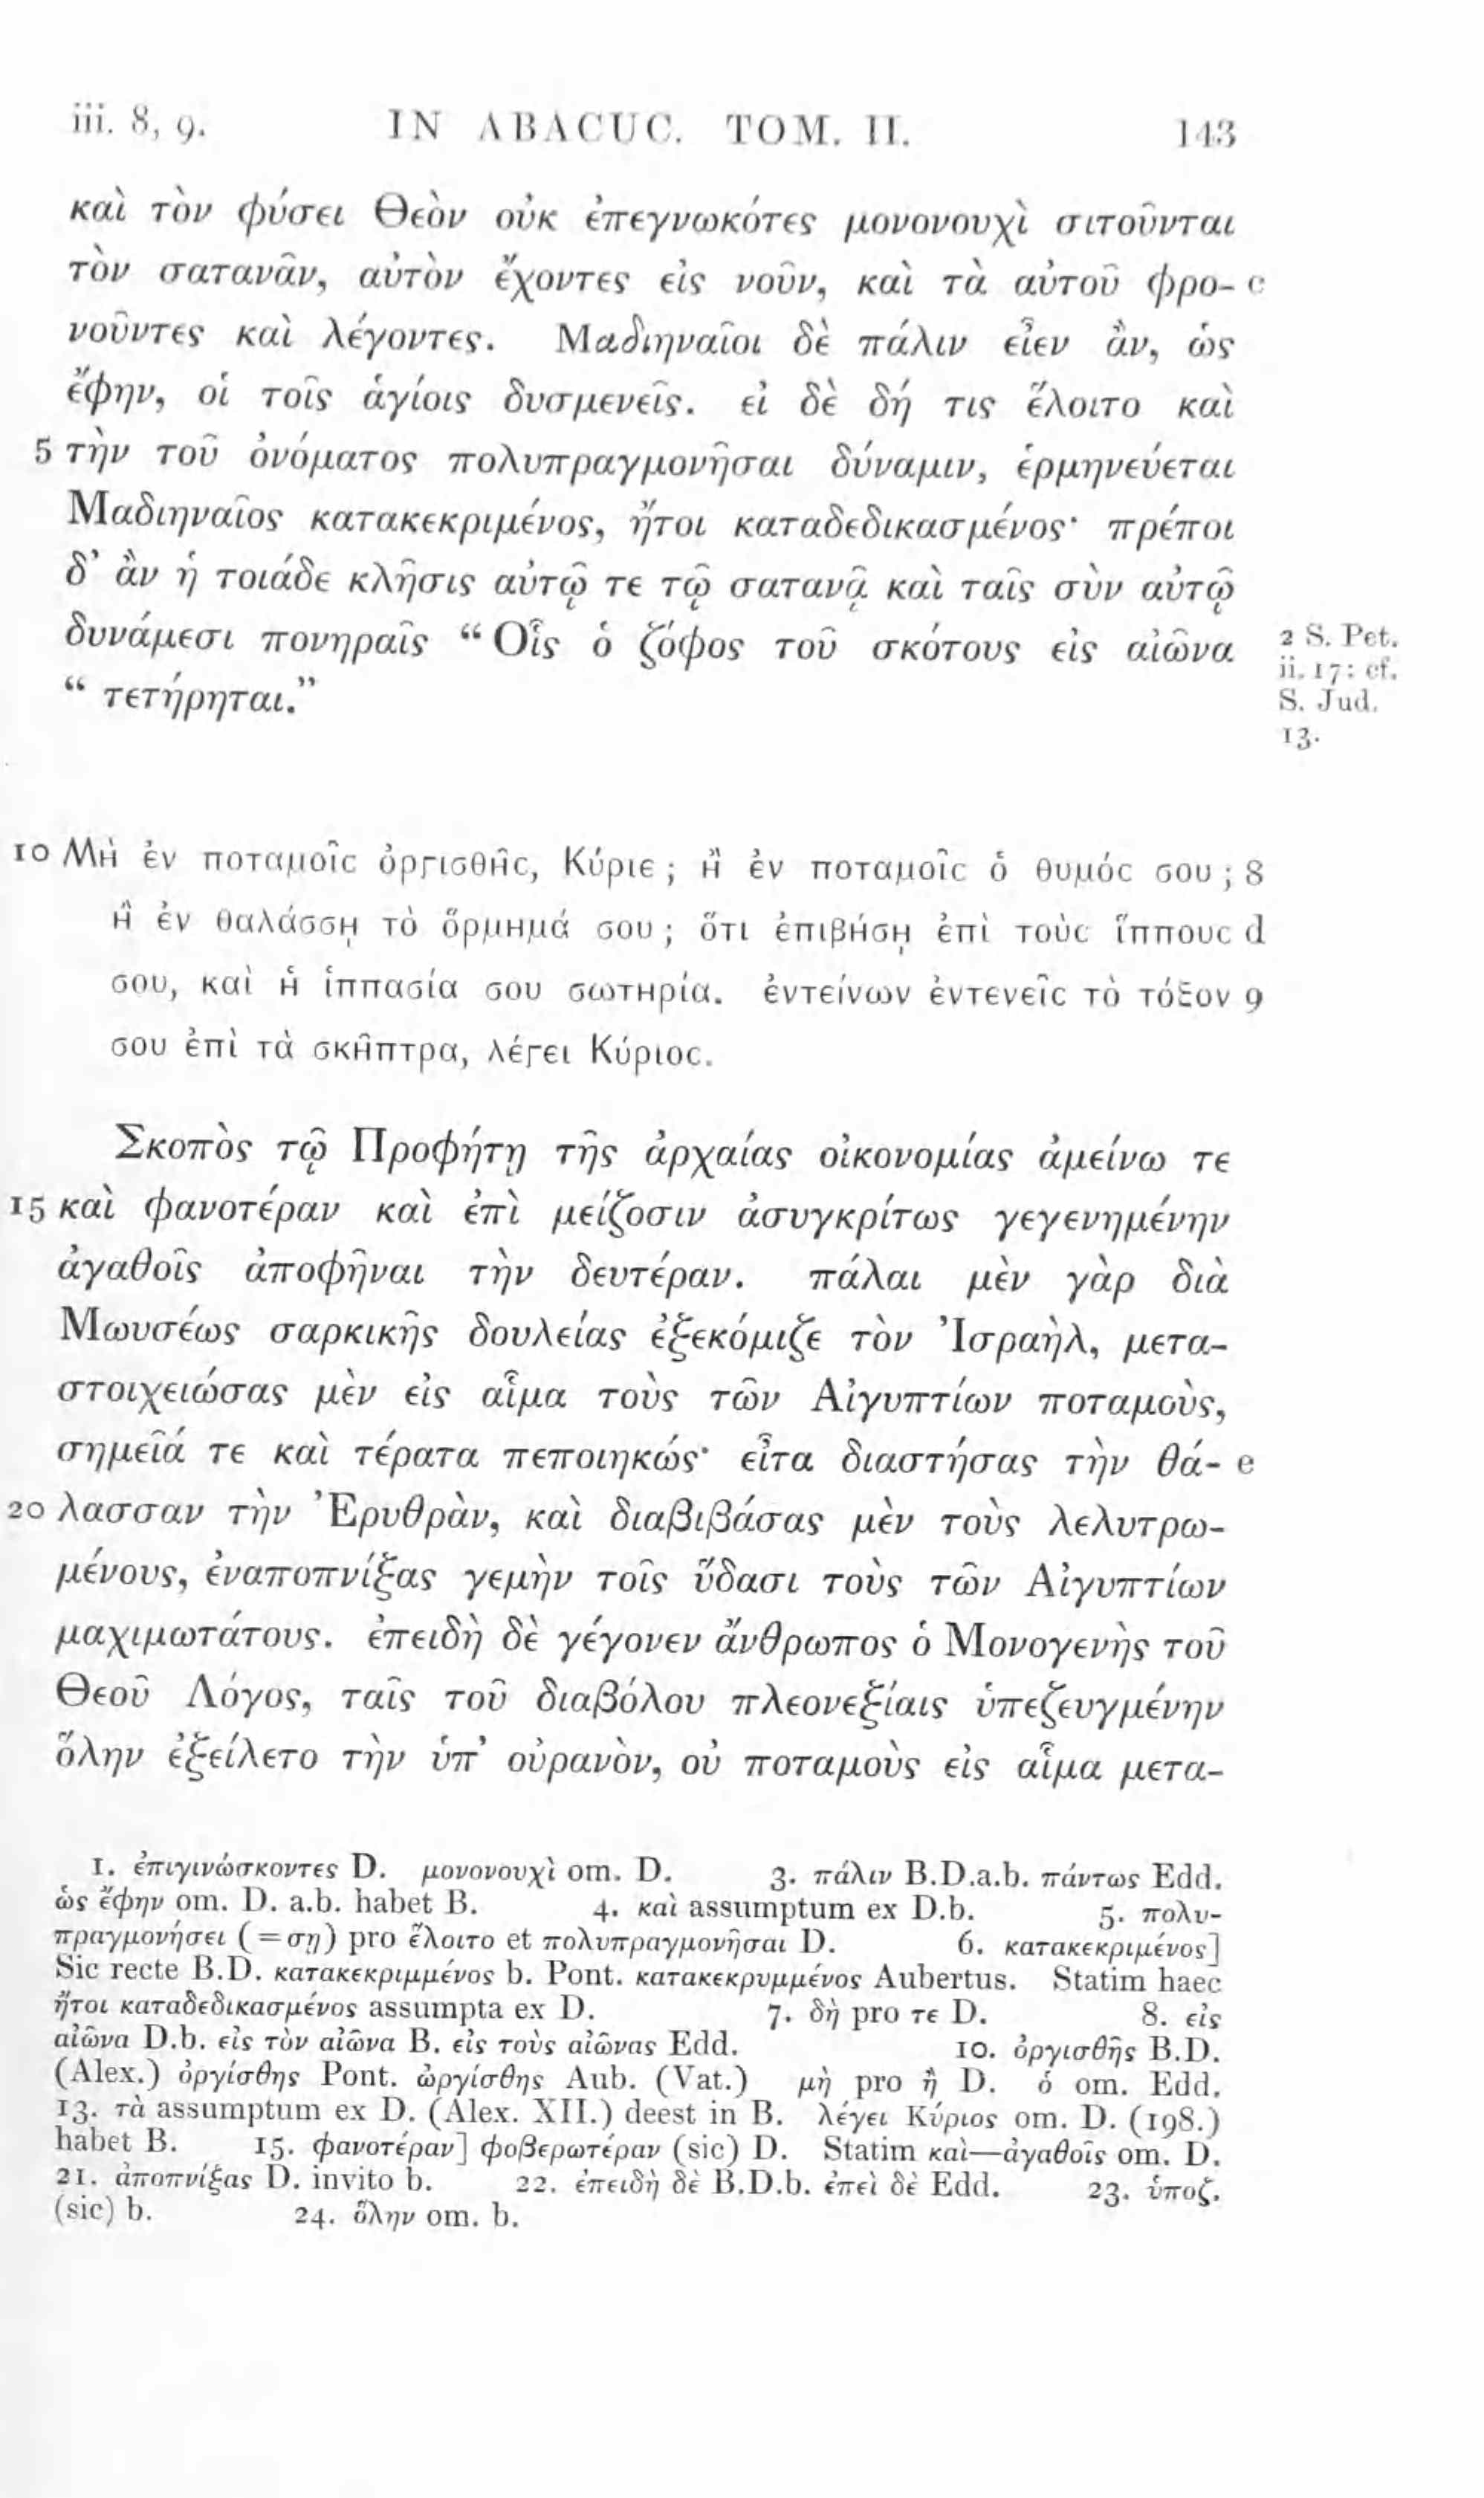 iii. 8, 9. IN ABACUC. TOM. II. 143
καὶ τὸν φύσει Θεὸν οὐκ ἐπεγνωκότες μονονουχὶ σιτοῦνται
τὸν σατανᾶν, αὐτὸν ἔχοντες εἰς νοῦν, καὶ τὰ αὐτοῦ φρο- c
νοῦντες καὶ λέγοντες. Μαδιηναῖοι δὲ πάλιν εἶεν ἂν, ὡς
ἔφην, οἱ τοῖς ἁγίοις δυσμενεῖς. εἰ δὲ δή τις ἕλοιτο καὶ
5 τὴν τοῦ ὀνόματος πολυπραγμονῆσαι δύναμιν, ἑρμηνεύεται
Μαδιηναῖος κατακεκριμένος, ἤτοι καταδεδικασμένος· πρέποι
δ’ ἂν ἡ τοιάδε κλῆσις αὐτῷ τε τῷ σατανᾷ καὶ ταῖς σὺν αὐτῷ
δυνάμεσι πονηραῖς “Οἷς ὁ ζόφος τοῦ σκότους εἰς αἰῶνα 2 S. Pet.
“ τετήρηται.” ii. 17: cf.
S. Jud.
13.
10 Μὴ ἐν ποταμοῖς ὀργισθῇς, Κύριε; ἢ ἐν ποταμοῖς ὁ θυμός σου; 8
ἢ ἐν θαλάσσῃ τὸ ὅρμημά σου; ὅτι ἐπιβήσῃ ἐπὶ τοὺς ἵππους d
σου, καὶ ἡ ἱππασία σου σωτηρία. ἐντείνων ἐντενεῖς τὸ τόξον 9
σου ἐπὶ τὰ σκῆπτρα, λέγει Κύριος.
Σκοπὸς τῷ Προφήτῃ τῆς ἀρχαίας οἰκονομίας ἀμείνω τε
15 καὶ φανοτέραν καὶ ἐπὶ μείζοσιν ἀσυγκρίτως γεγενημένην
ἀγαθοῖς ἀποφῆναι τὴν δευτέραν. πάλαι μὲν γὰρ διὰ
Μωυσέως σαρκικῆς δουλείας ἐξεκόμιζε τὸν Ἰσραὴλ, μετα-
στοιχειώσας μὲν εἰς αἷμα τοὺς τῶν Αἰγυπτίων ποταμοὺς,
σημεῖά τε καὶ τέρατα πεποιηκώς· εἶτα διαστήσας τὴν θά- e
20 λασσαν τὴν Ἐρυθρὰν, καὶ διαβιβάσας μὲν τοὺς λελυτρω-
μένους, ἐναποπνίξας γεμὴν τοῖς ὕδασι τοὺς τῶν Αἰγυπτίων
μαχιμωτάτους. ἐπειδὴ δὲ γέγονεν ἄνθρωπος ὁ Μονογενὴς τοῦ
Θεοῦ Λόγος, ταῖς τοῦ διαβόλου πλεονεξίαις ὑπεζευγμένην
ὅλην ἐξείλετο τὴν ὑπ’ οὐρανὸν, οὐ ποταμοὺς εἰς αἷμα μετα-
1. ἐπιγινώσκοντες D. μονονουχὶ om. D. 3. πάλιν B.D.a.b. πάντως Edd.
ὡς ἔφην om. D. a.b. habet B. 4. καὶ assumptum ex D.b. 5. πολυ-
πραγμονήσει (=σῃ) pro ἕλοιτο et πολυπραγμονῆσαι D. 6. κατακεκριμένος]
Sic recte B.D. κατακεκριμμένος b. Pont. κατακεκρυμμένος Aubertus. Statim haec
ἤτοι καταδεδικασμένος assumpta ex D. 7. δὴ pro τε D. 8. εἰς
αἰῶνα D.b. εἰς τὸν αἰῶνα B. εἰς τοὺς αἰῶνας Edd. 10. ὀργισθῇς B.D.
(Alex.) ὀργίσθης Pont. ὠργίσθης Aub. (Vat.) μὴ pro ἢ D. ὁ om. Edd.
13. τὰ assumptum ex D. (Alex. XII.) deest in B. λέγει Κύριος om. D. (198.)
habet B. 15. φανοτέραν] φοβερωτέραν (sic) D. Statim καὶ—ἀγαθοῖς om. D.
21. ἀποπνίξας D. invito b. 22. ἐπειδὴ δὲ B.D.b. ἐπεὶ δὲ Edd. 23. ὑποζ.
(sic) b. 24. ὅλην om. b.